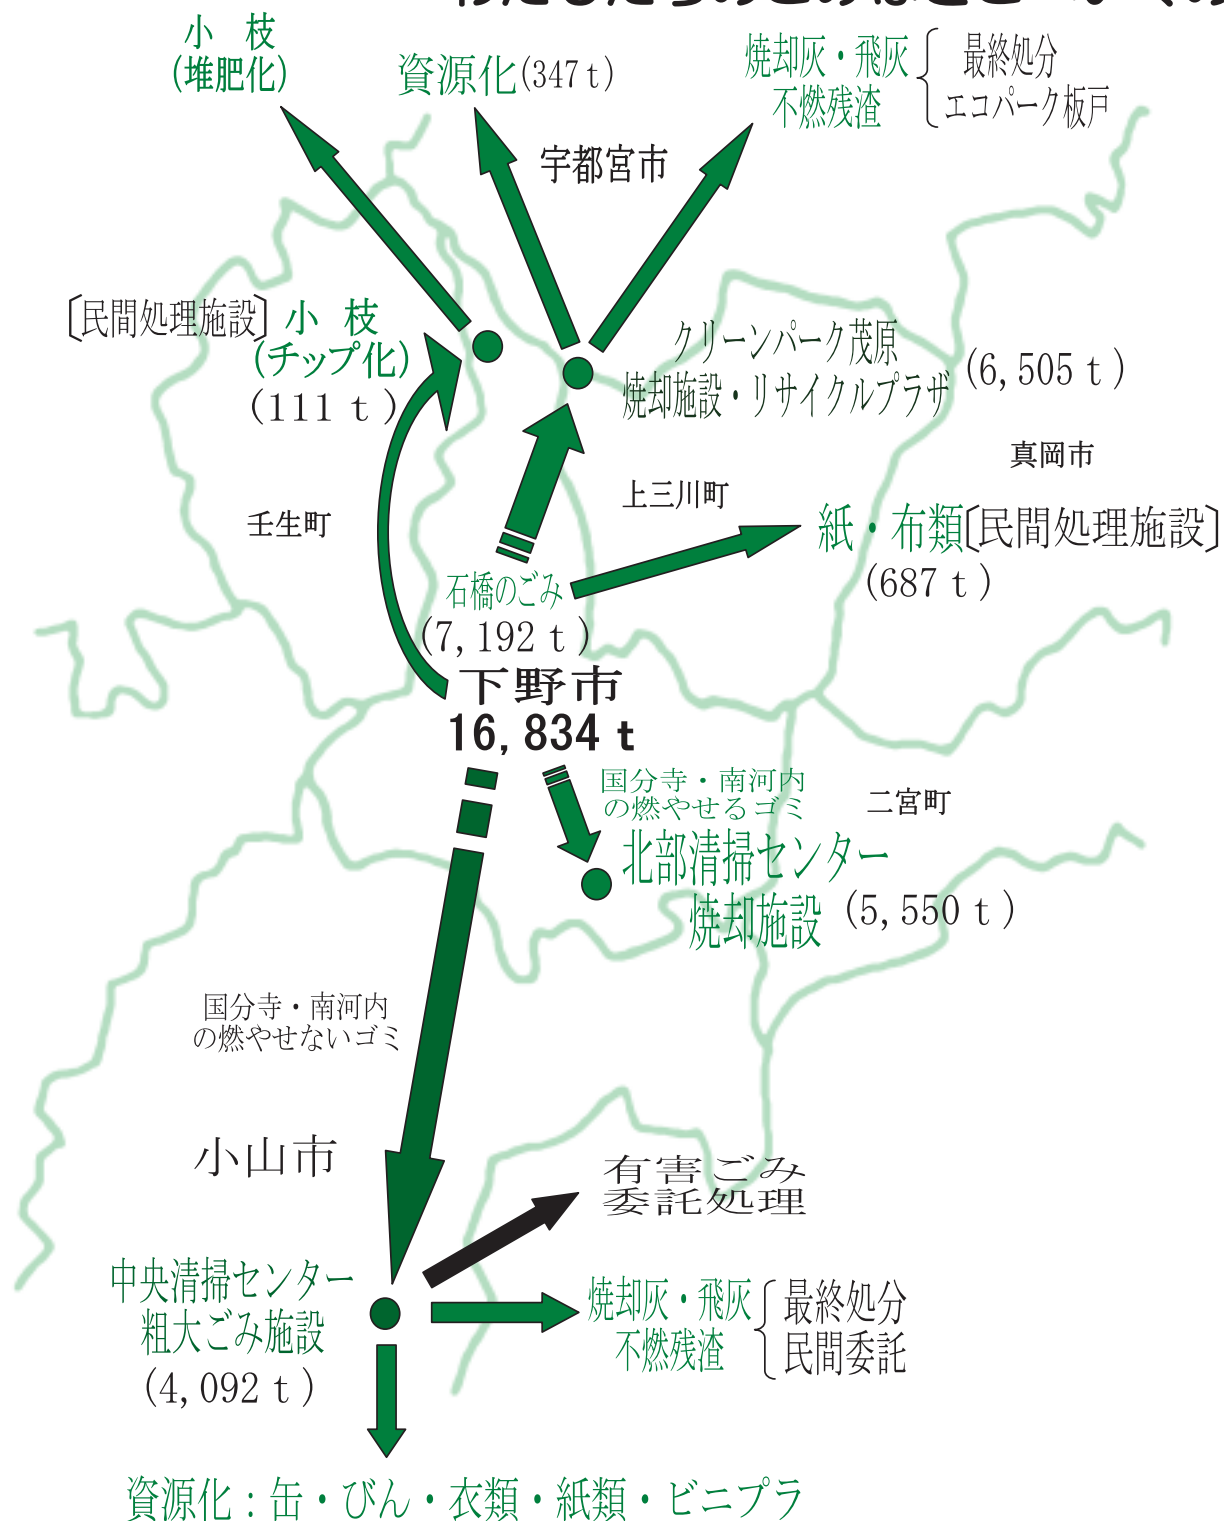 小 枝
(堆肥化)
資源化(347 t)
焼却灰・飛灰
不燃残渣
最終処分
エコパーク板戸
宇都宮市
〔民間処理施設〕
小 枝
(チップ化)
(111 t)
クリーンパーク茂原
焼却施設・リサイクルプラザ
(6,505 t)
真岡市
上三川町
壬生町
紙・布類〔民間処理施設〕
(687 t)
石橋のごみ
(7,192 t)
下野市
16,834 t
国分寺・南河内
の燃やせるゴミ
二宮町
北部清掃センター
焼却施設
(5,550 t)
国分寺・南河内
の燃やせないゴミ
小山市
有害ごみ
委託処理
中央清掃センター
粗大ごみ施設
(4,092 t)
焼却灰・飛灰
不燃残渣
最終処分
民間委託
資源化：缶・びん・衣類・紙類・ビニプラ